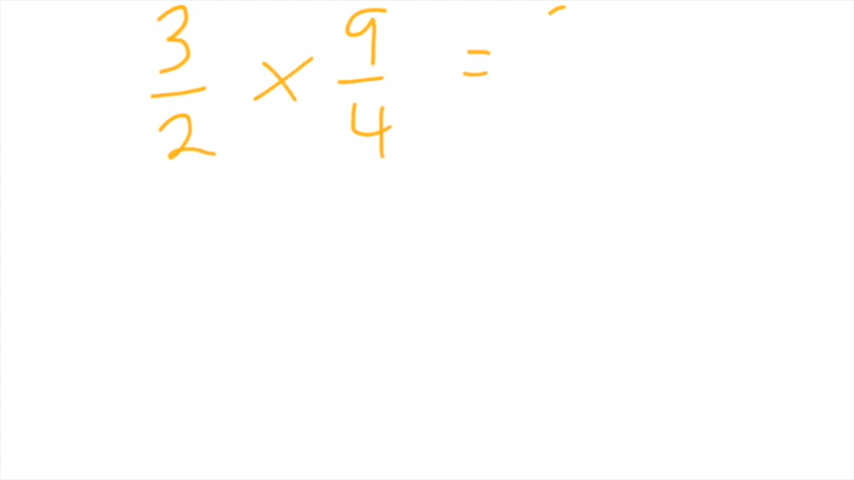 3/2 × 9/4 =